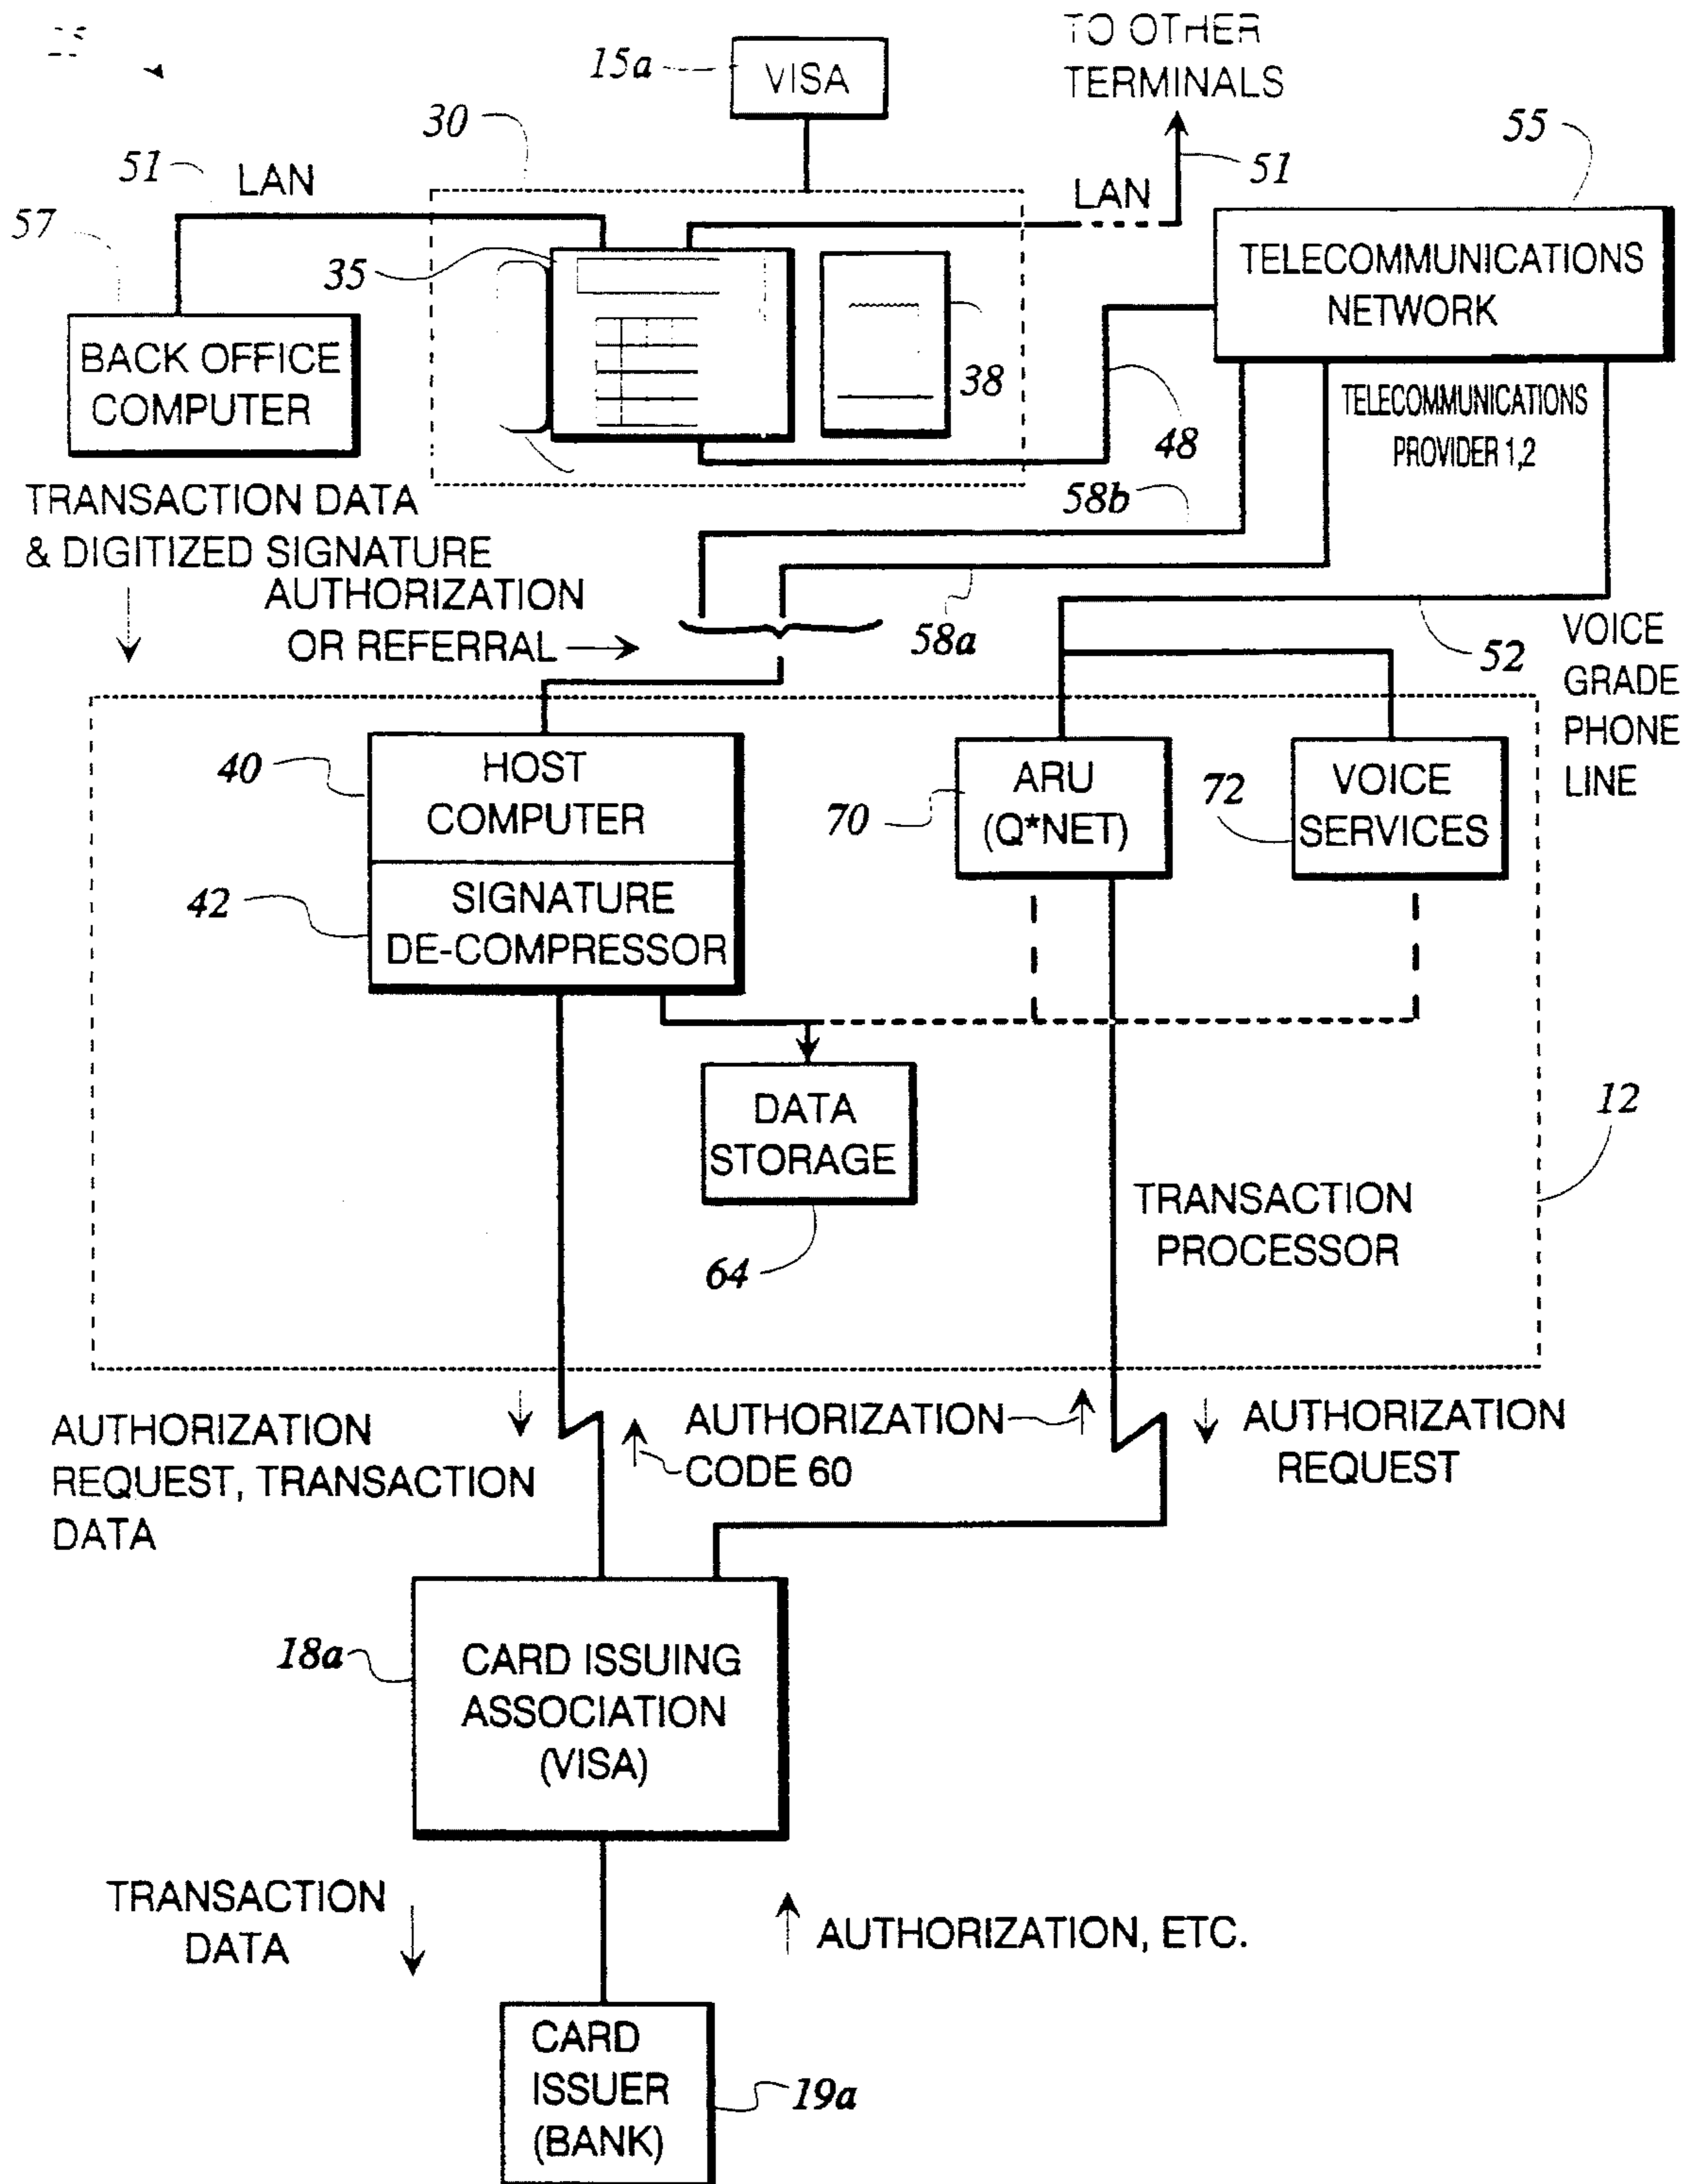 15a
VISA
TO OTHER
TERMINALS
30
55
51
LAN
LAN
51
57
35
TELECOMMUNICATIONS
NETWORK
BACK OFFICE
COMPUTER
38
48
TELECOMMUNICATIONS
PROVIDER 1,2
TRANSACTION DATA
& DIGITIZED SIGNATURE
58b
AUTHORIZATION
OR REFERRAL
58a
52
VOICE
GRADE
PHONE
LINE
40
HOST
COMPUTER
70
ARU
(Q*NET)
72
VOICE
SERVICES
42
SIGNATURE
DE-COMPRESSOR
DATA
STORAGE
12
64
TRANSACTION
PROCESSOR
AUTHORIZATION
REQUEST, TRANSACTION
DATA
AUTHORIZATION
CODE 60
AUTHORIZATION
REQUEST
18a
CARD ISSUING
ASSOCIATION
(VISA)
TRANSACTION
DATA
AUTHORIZATION, ETC.
CARD
ISSUER
(BANK)
19a